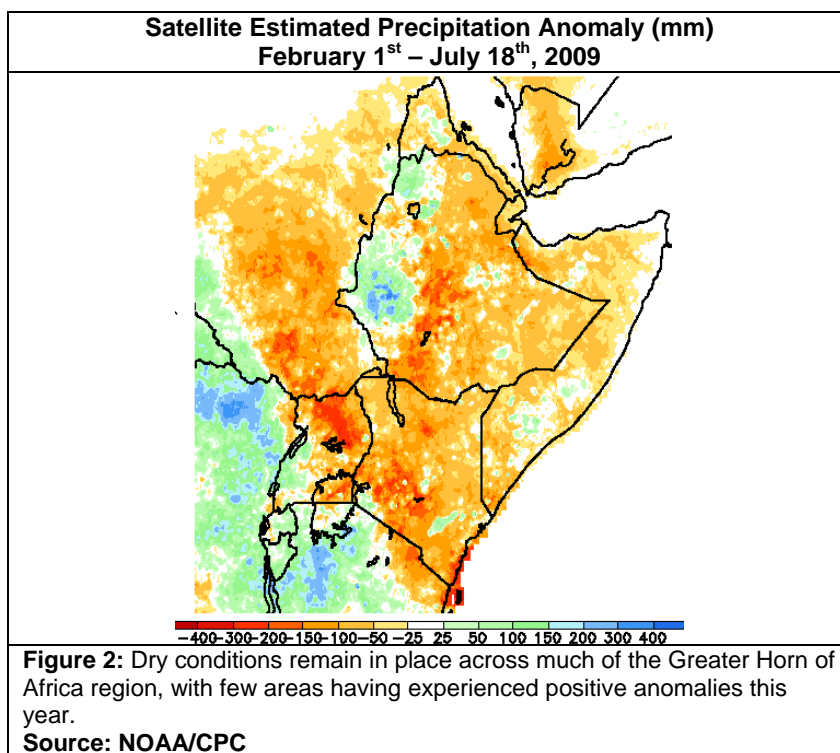 Satellite Estimated Precipitation Anomaly (mm)
February 1st – July 18th, 2009
-400-300-200-150-100-50 -25 25 50 100 150 200 300 400
Figure 2: Dry conditions remain in place across much of the Greater Horn of
Africa region, with few areas having experienced positive anomalies this
year.
Source: NOAA/CPC